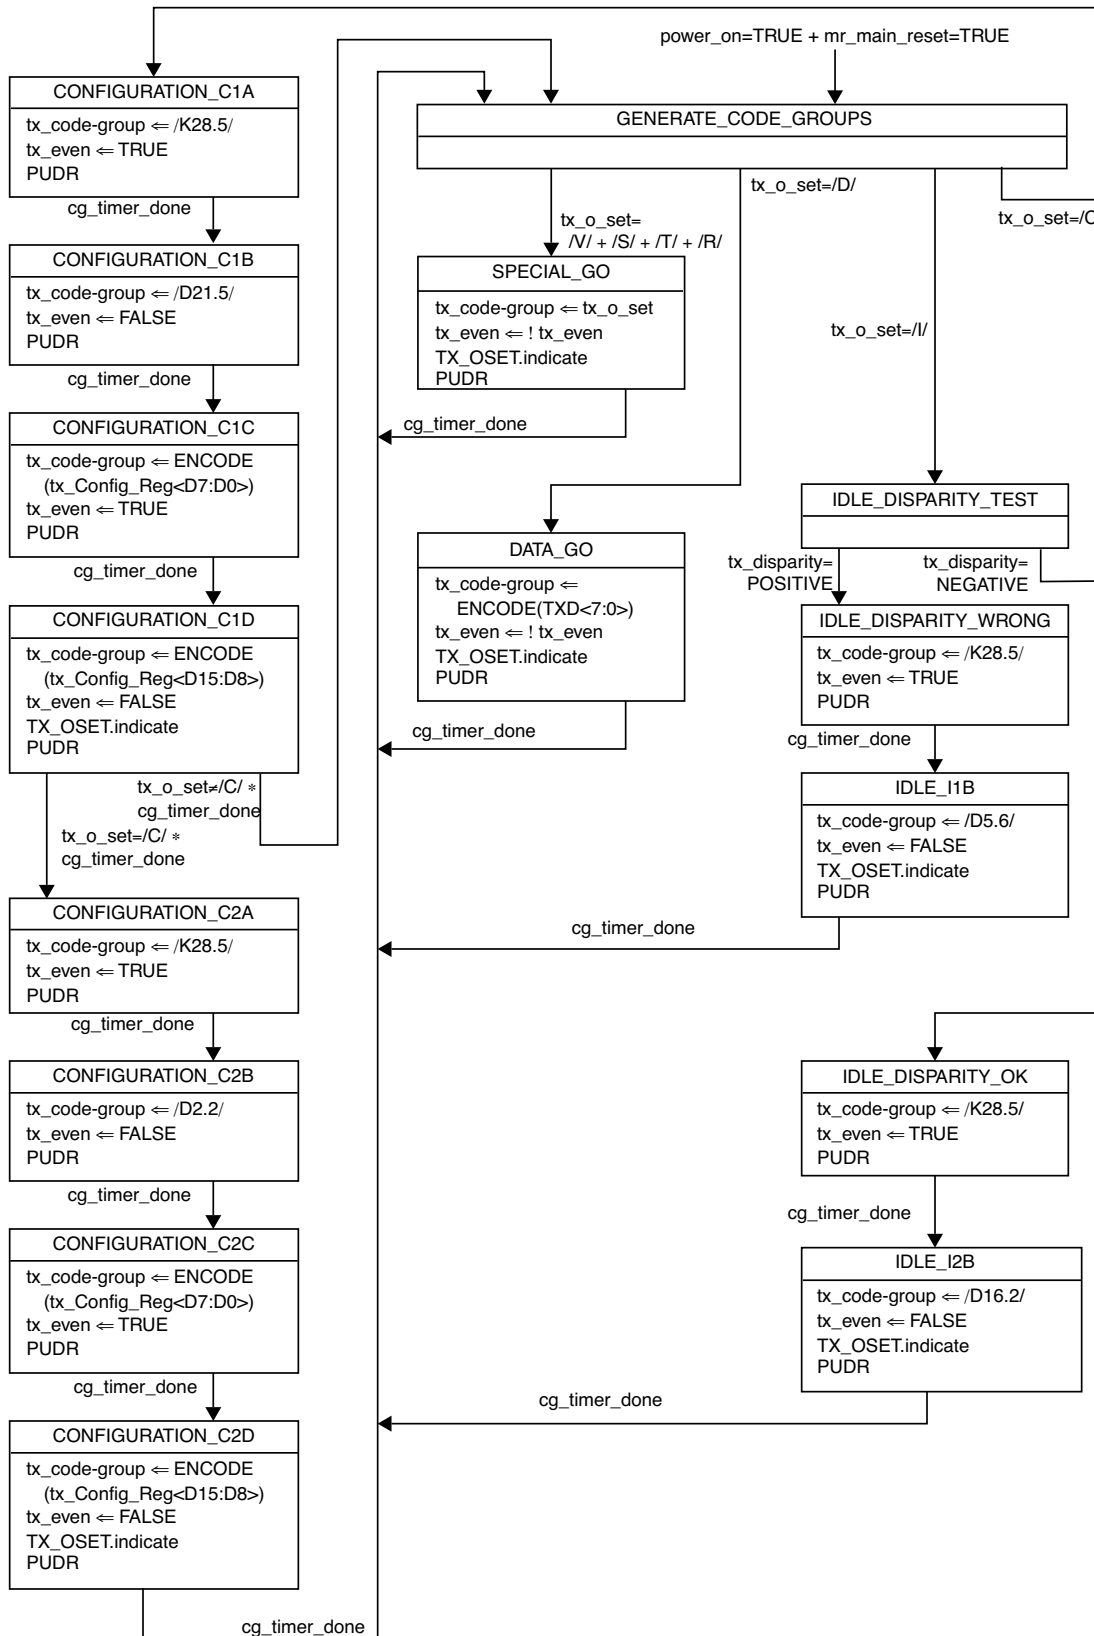 power_on=TRUE + mr_main_reset=TRUE
CONFIGURATION_C1A
tx_code-group ⇐ /K28.5/
tx_even ⇐ TRUE
PUDR
cg_timer_done
CONFIGURATION_C1B
tx_code-group ⇐ /D21.5/
tx_even ⇐ FALSE
PUDR
cg_timer_done
CONFIGURATION_C1C
tx_code-group ⇐ ENCODE
(tx_Config_Reg<D7:D0>)
tx_even ⇐ TRUE
PUDR
cg_timer_done
CONFIGURATION_C1D
tx_code-group ⇐ ENCODE
(tx_Config_Reg<D15:D8>)
tx_even ⇐ FALSE
TX_OSET.indicate
PUDR
tx_o_set≠/C/ *
cg_timer_done
tx_o_set=/C/ *
cg_timer_done
CONFIGURATION_C2A
tx_code-group ⇐ /K28.5/
tx_even ⇐ TRUE
PUDR
cg_timer_done
CONFIGURATION_C2B
tx_code-group ⇐ /D2.2/
tx_even ⇐ FALSE
PUDR
cg_timer_done
CONFIGURATION_C2C
tx_code-group ⇐ ENCODE
(tx_Config_Reg<D7:D0>)
tx_even ⇐ TRUE
PUDR
cg_timer_done
CONFIGURATION_C2D
tx_code-group ⇐ ENCODE
(tx_Config_Reg<D15:D8>)
tx_even ⇐ FALSE
TX_OSET.indicate
PUDR
cg_timer_done
GENERATE_CODE_GROUPS
tx_o_set=
/V/ + /S/ + /T/ + /R/
tx_o_set=/D/
tx_o_set=/I/
tx_o_set=/C
SPECIAL_GO
tx_code-group ⇐ tx_o_set
tx_even ⇐ ! tx_even
TX_OSET.indicate
PUDR
cg_timer_done
DATA_GO
tx_code-group ⇐
ENCODE(TXD<7:0>)
tx_even ⇐ ! tx_even
TX_OSET.indicate
PUDR
cg_timer_done
IDLE_DISPARITY_TEST
tx_disparity=
POSITIVE
tx_disparity=
NEGATIVE
IDLE_DISPARITY_WRONG
tx_code-group ⇐ /K28.5/
tx_even ⇐ TRUE
PUDR
cg_timer_done
IDLE_I1B
tx_code-group ⇐ /D5.6/
tx_even ⇐ FALSE
TX_OSET.indicate
PUDR
cg_timer_done
IDLE_DISPARITY_OK
tx_code-group ⇐ /K28.5/
tx_even ⇐ TRUE
PUDR
cg_timer_done
IDLE_I2B
tx_code-group ⇐ /D16.2/
tx_even ⇐ FALSE
TX_OSET.indicate
PUDR
cg_timer_done